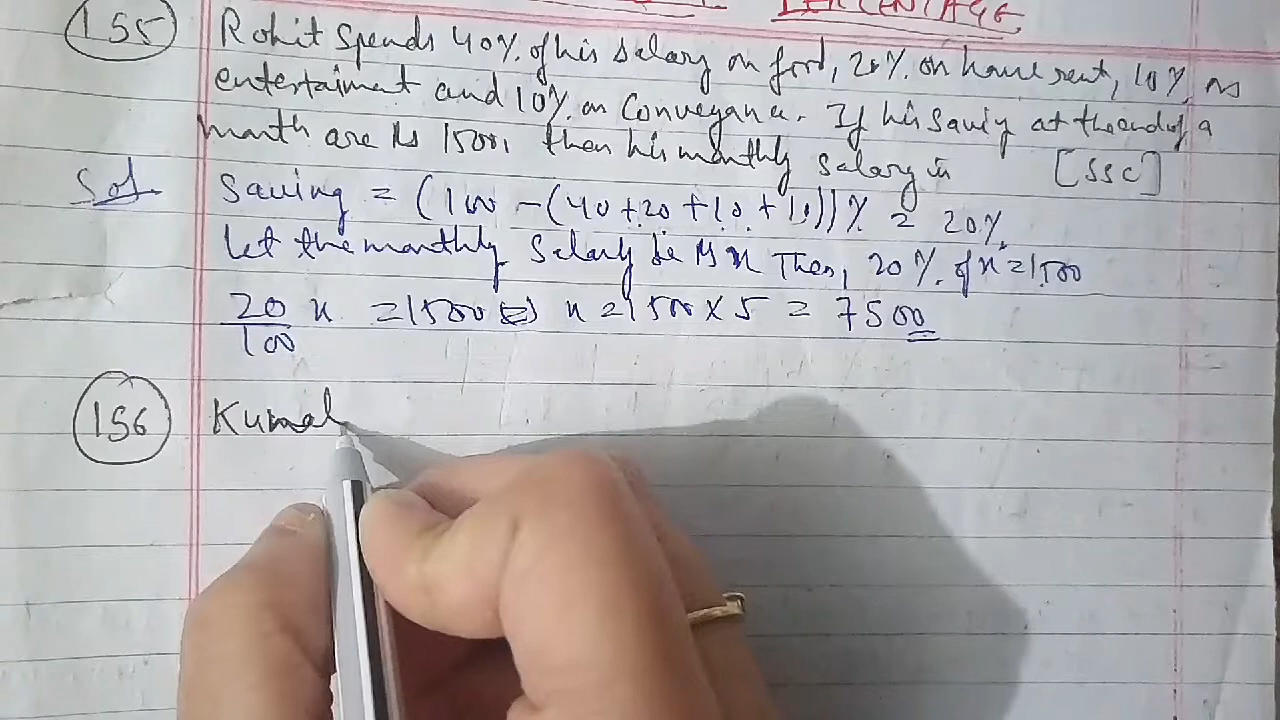 PERCENTAGE
155 Rohit spends 40% of his salary on food, 20% on house rent, 10% on
entertaiment and 10% on Conveyance. If his saving at the end of a
month are Rs 1500, then his monthly salary is [SSC]
Sol Saving = (100 - (40+20+10+10))% = 20%
Let the monthly Salary be Rs x Then, 20% of x = 1500
20/100 x = 1500 ⇒ x = 1500 × 5 = 7500
156 Kumal